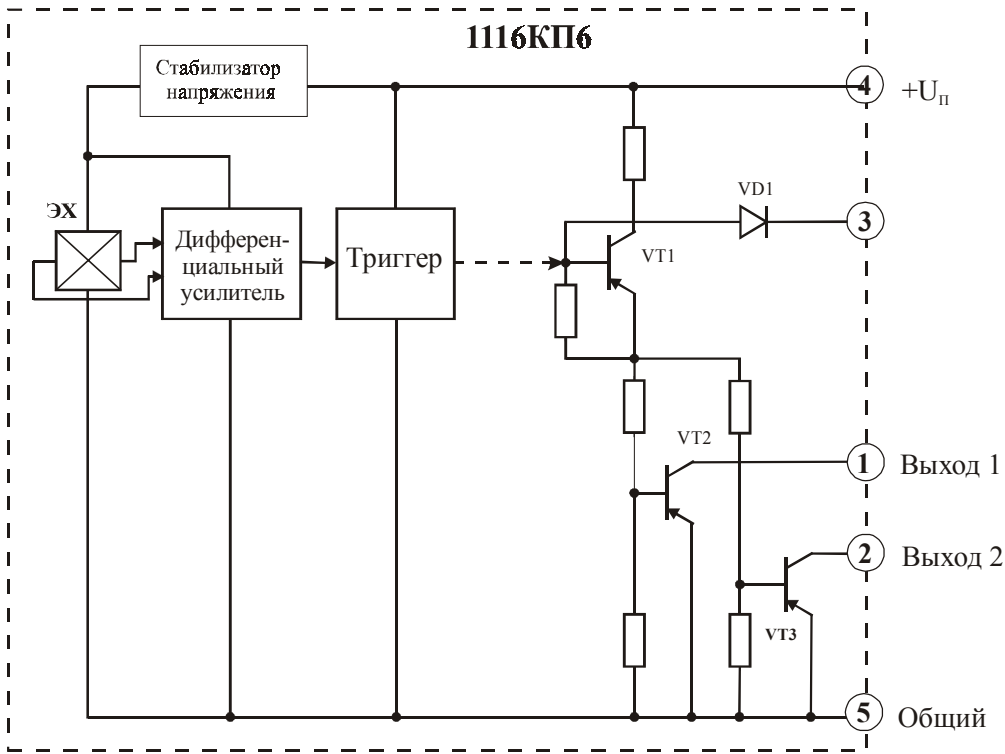 1116КП6
Стабилизатор
напряжения
4
+Uп
ЭХ
VD1
3
Дифферен-
циальный
усилитель
Триггер
VT1
VT2
1
Выход 1
2
Выход 2
VT3
5
Общий